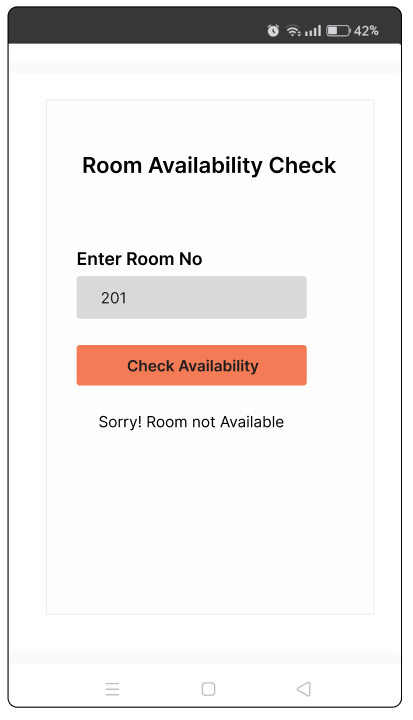 42%
Room Availability Check
Enter Room No
201
Check Availability
Sorry! Room not Available